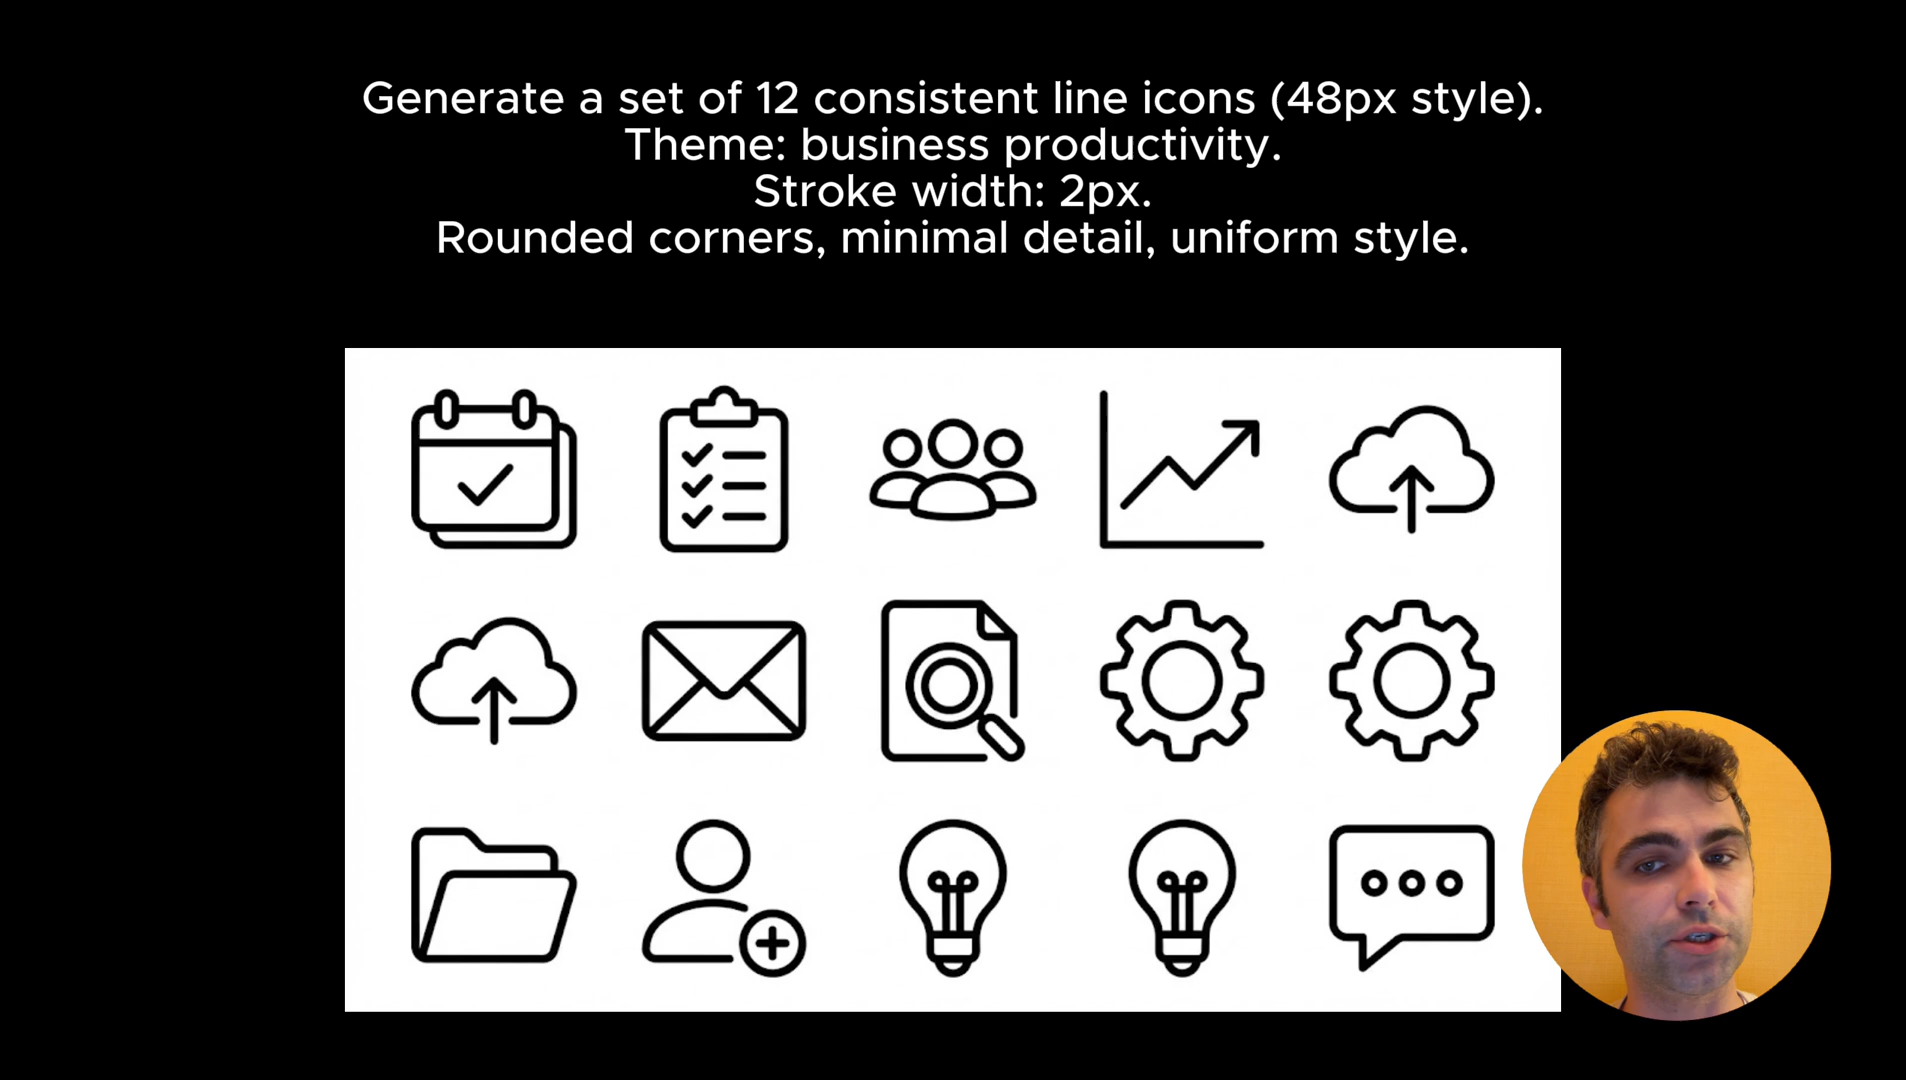 Generate a set of 12 consistent line icons (48px style).
Theme: business productivity.
Stroke width: 2px.
Rounded corners, minimal detail, uniform style.